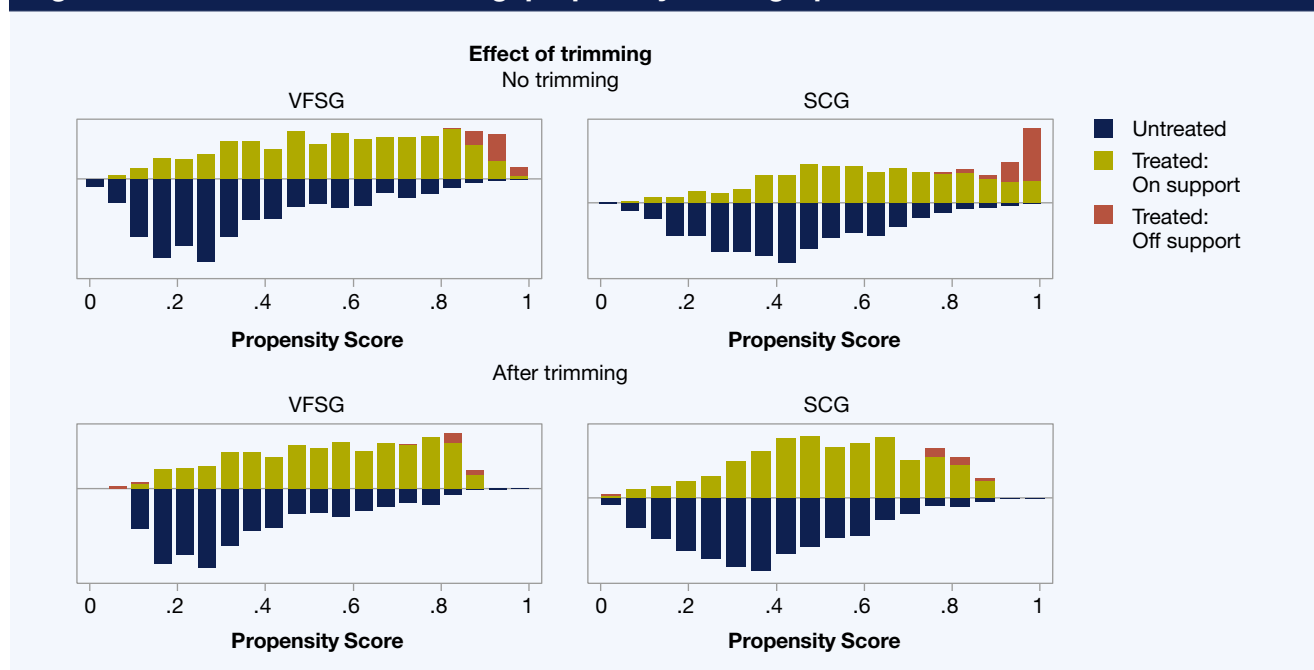 Effect of trimming
No trimming
VFSG
SCG
Untreated
Treated:
On support
Treated:
Off support
0 .2 .4 .6 .8 1
0 .2 .4 .6 .8 1
Propensity Score
Propensity Score
After trimming
VFSG
SCG
0 .2 .4 .6 .8 1
0 .2 .4 .6 .8 1
Propensity Score
Propensity Score